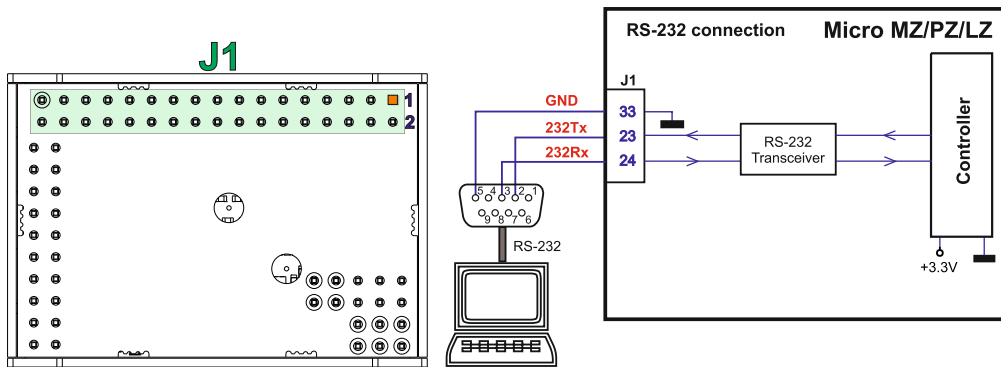 J1
1
2
RS-232 connection
Micro MZ/PZ/LZ
J1
GND
33
232Tx
23
232Rx
24
RS-232
Transceiver
Controller
5 4 3 2 1
9 8 7 6
RS-232
+3.3V